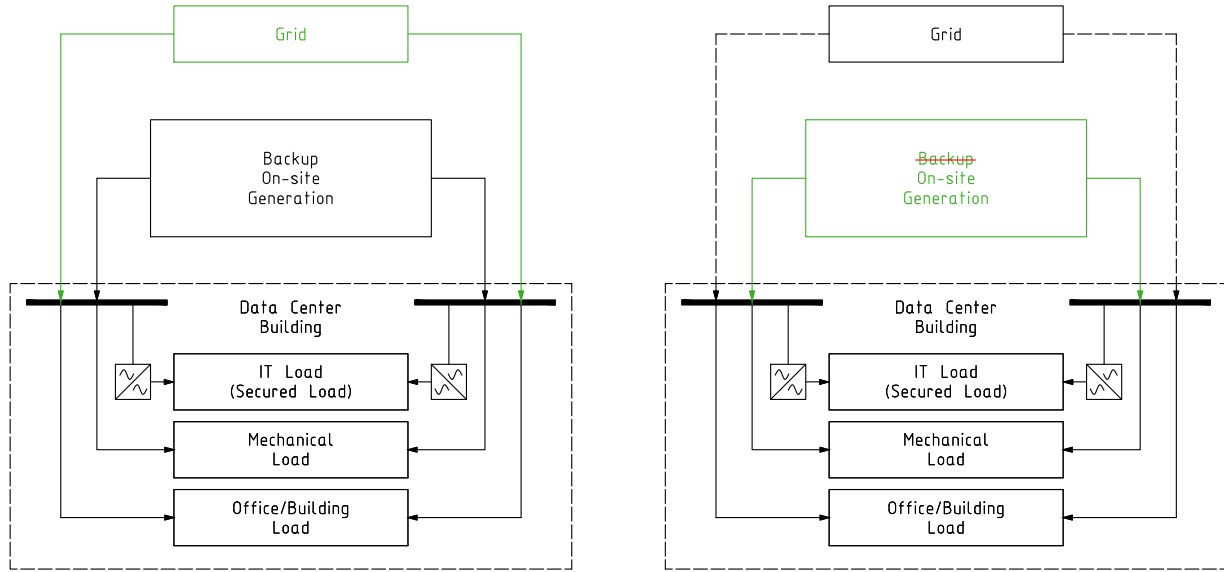 Grid
Backup
On-site
Generation
Data Center
Building
IT Load
(Secured Load)
Mechanical
Load
Office/Building
Load
Grid
Backup
On-site
Generation
Data Center
Building
IT Load
(Secured Load)
Mechanical
Load
Office/Building
Load